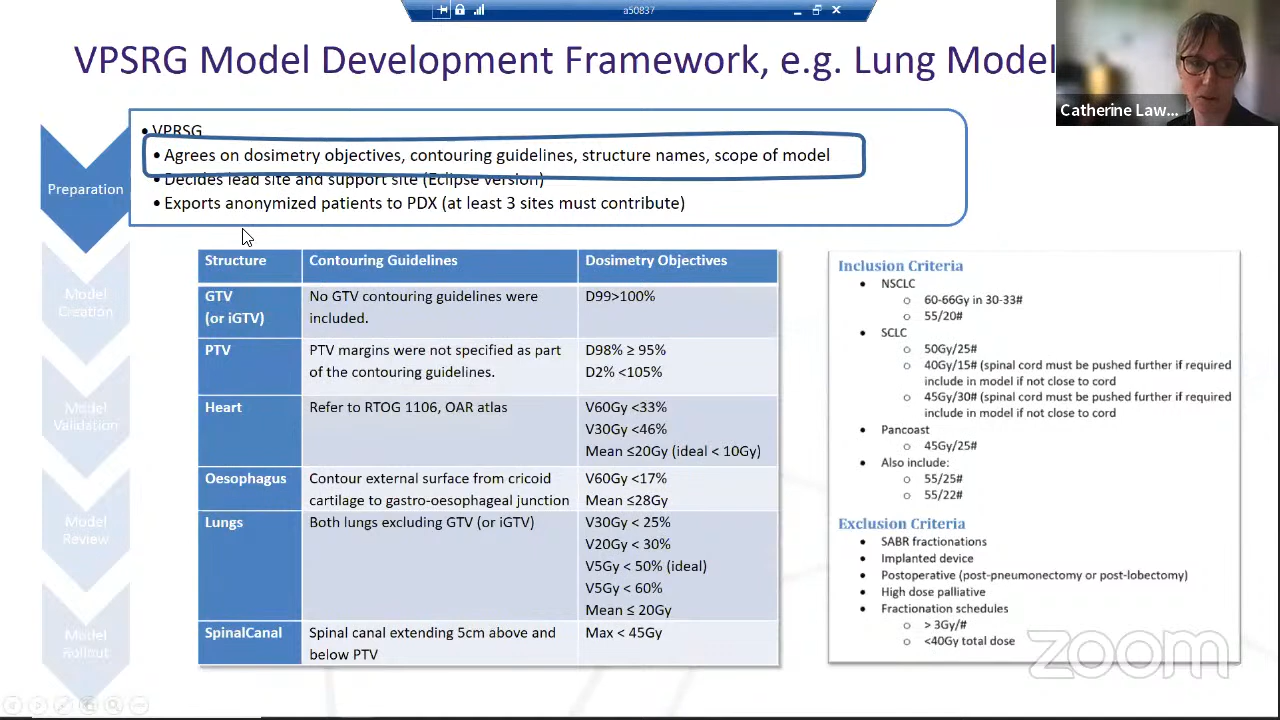 a50837
VPSRG Model Development Framework, e.g. Lung Model
Catherine Law...
• VPRSG
• Agrees on dosimetry objectives, contouring guidelines, structure names, scope of model
• Decides lead site and support site (Eclipse version)
• Exports anonymized patients to PDX (at least 3 sites must contribute)
Preparation
Model
Creation
Model
Validation
Model
Review
Model
Rollout
Structure Contouring Guidelines Dosimetry Objectives
GTV No GTV contouring guidelines were D99>100%
(or iGTV) included.
PTV PTV margins were not specified as part D98% ≥ 95%
of the contouring guidelines. D2% <105%
Heart Refer to RTOG 1106, OAR atlas V60Gy <33%
V30Gy <46%
Mean ≤20Gy (ideal < 10Gy)
Oesophagus Contour external surface from cricoid V60Gy <17%
cartilage to gastro-oesophageal junction Mean ≤28Gy
Lungs Both lungs excluding GTV (or iGTV) V30Gy < 25%
V20Gy < 30%
V5Gy < 50% (ideal)
V5Gy < 60%
Mean ≤ 20Gy
SpinalCanal Spinal canal extending 5cm above and Max < 45Gy
below PTV
Inclusion Criteria
• NSCLC
o 60-66Gy in 30-33#
o 55/20#
• SCLC
o 50Gy/25#
o 40Gy/15# (spinal cord must be pushed further if required
include in model if not close to cord
o 45Gy/30# (spinal cord must be pushed further if required
include in model if not close to cord
• Pancoast
o 45Gy/25#
• Also include:
o 55/25#
o 55/22#
Exclusion Criteria
• SABR fractionations
• Implanted device
• Postoperative (post-pneumonectomy or post-lobectomy)
• High dose palliative
• Fractionation schedules
o > 3Gy/#
o <40Gy total dose
zoom